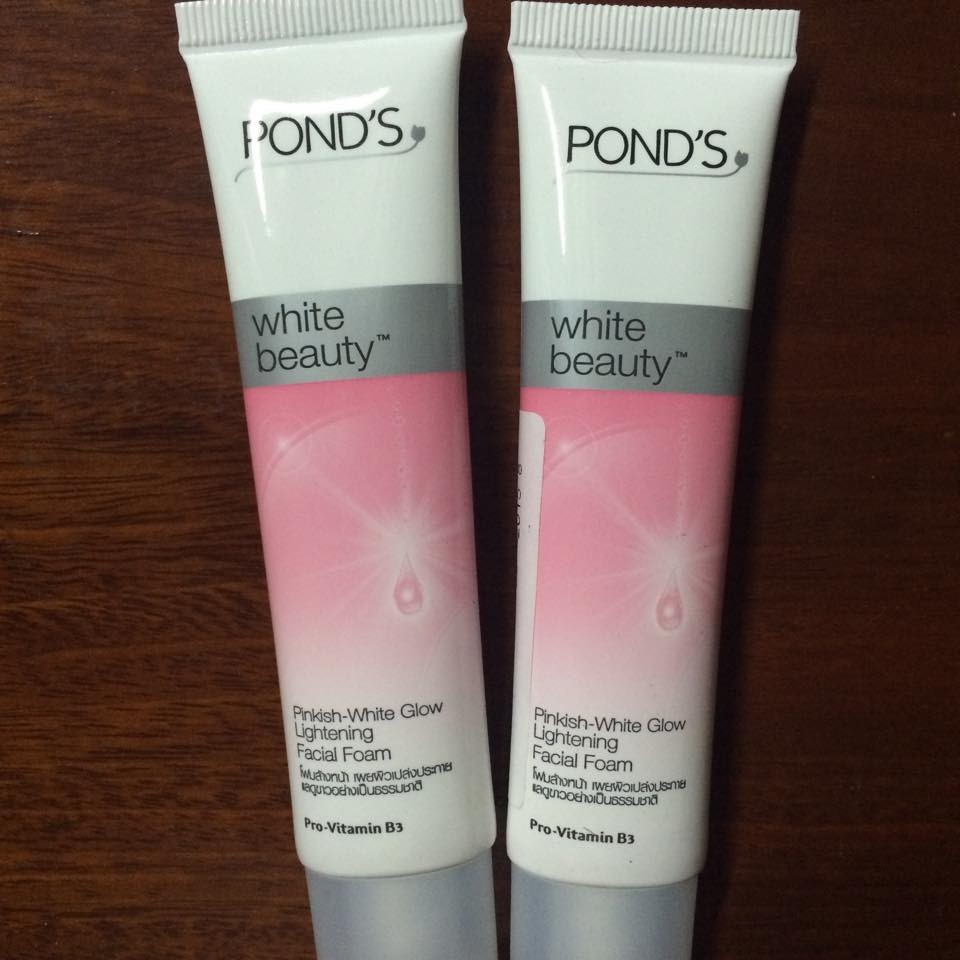 POND'S
white
beauty™
Pinkish-White Glow
Lightening
Facial Foam
โฟมล้างหน้า เผยผิวเปล่งประกาย
แลดูขาวอย่างเป็นธรรมชาติ
Pro-Vitamin B3
POND'S
white
beauty™
Pinkish-White Glow
Lightening
Facial Foam
โฟมล้างหน้า เผยผิวเปล่งประกาย
แลดูขาวอย่างเป็นธรรมชาติ
Pro-Vitamin B3